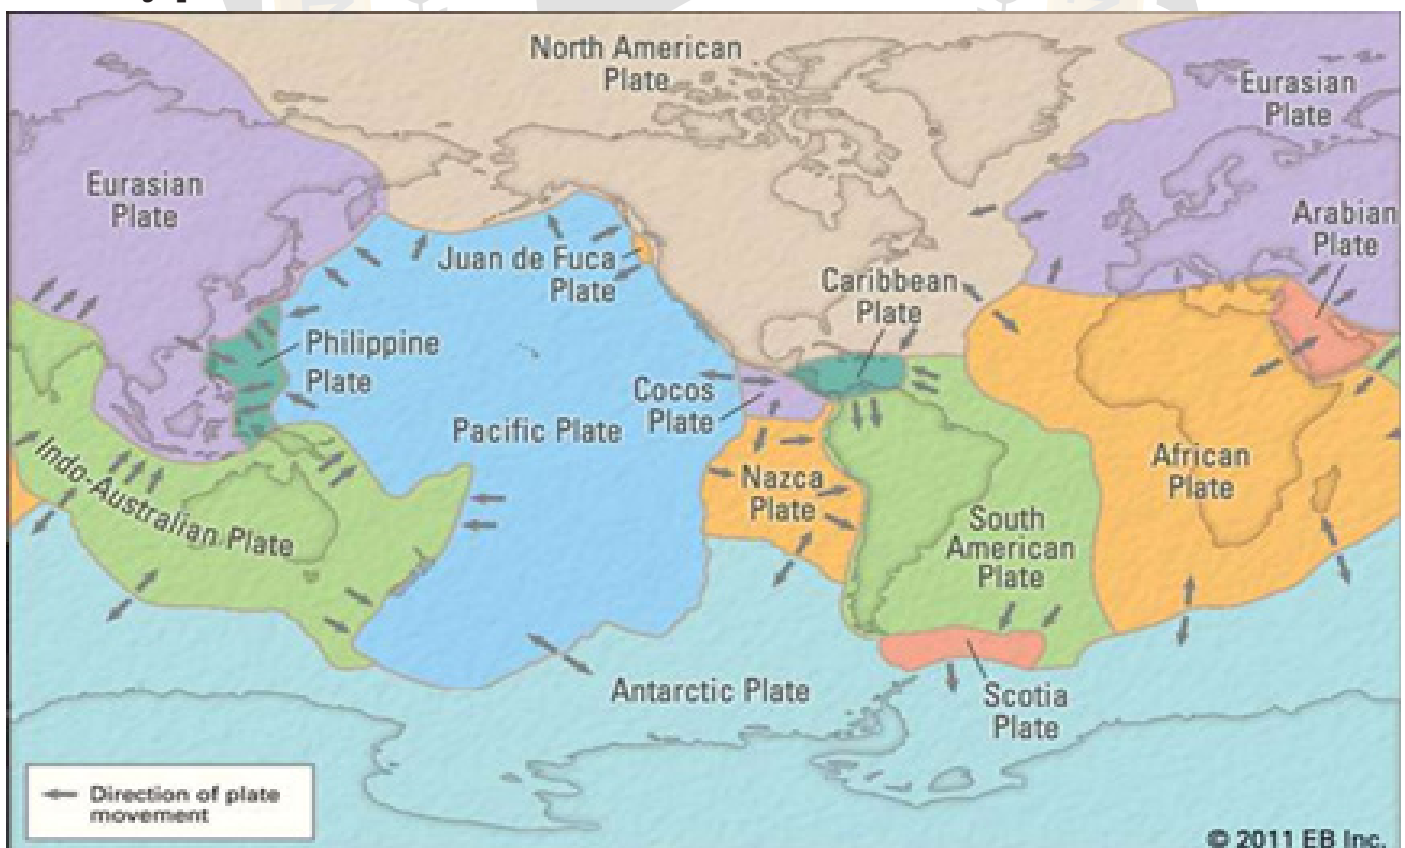 North American
Plate
Eurasian
Plate
Eurasian
Plate
Arabian
Plate
Juan de Fuca
Plate
Caribbean
Plate
Philippine
Plate
Cocos
Plate
Pacific Plate
Indo-Australian Plate
Nazca
Plate
African
Plate
South
American
Plate
Antarctic Plate
Scotia
Plate
Direction of plate
movement
© 2011 EB Inc.